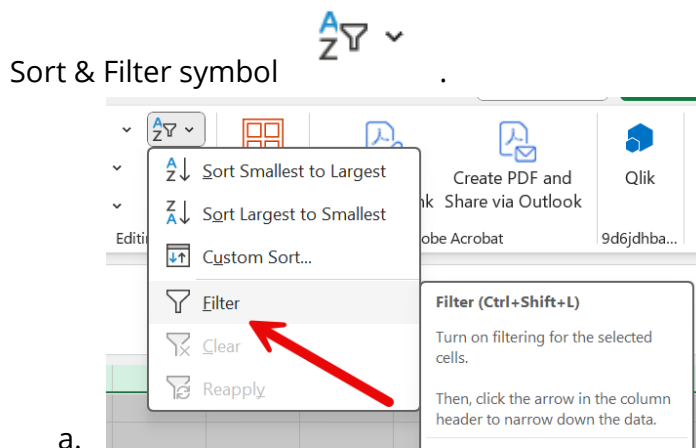 A
Z
Sort & Filter symbol .
A
Z
A
Z
Sort Smallest to Largest
Z
A
Sort Largest to Smallest
Custom Sort...
Filter
Clear
Reapply
Create PDF and
Share via Outlook
Qlik
Editi
obe Acrobat
9d6jdhba...
Filter (Ctrl+Shift+L)
Turn on filtering for the selected
cells.
Then, click the arrow in the column
header to narrow down the data.
a.